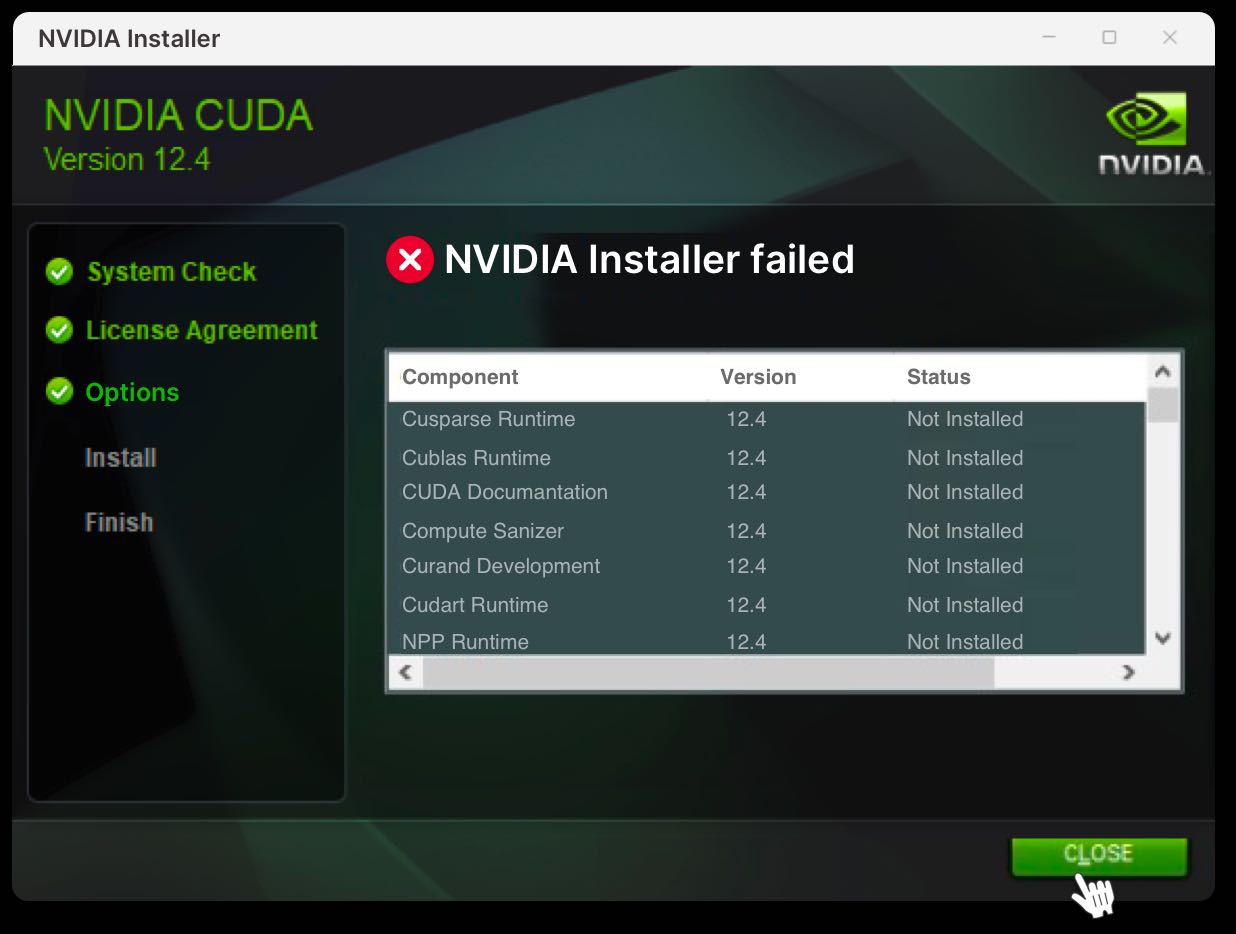 NVIDIA Installer
NVIDIA CUDA
Version 12.4
NVIDIA.
System Check
License Agreement
Options
Install
Finish
NVIDIA Installer failed
Component Version Status
Cusparse Runtime 12.4 Not Installed
Cublas Runtime 12.4 Not Installed
CUDA Documantation 12.4 Not Installed
Compute Sanizer 12.4 Not Installed
Curand Development 12.4 Not Installed
Cudart Runtime 12.4 Not Installed
NPP Runtime 12.4 Not Installed
CLOSE